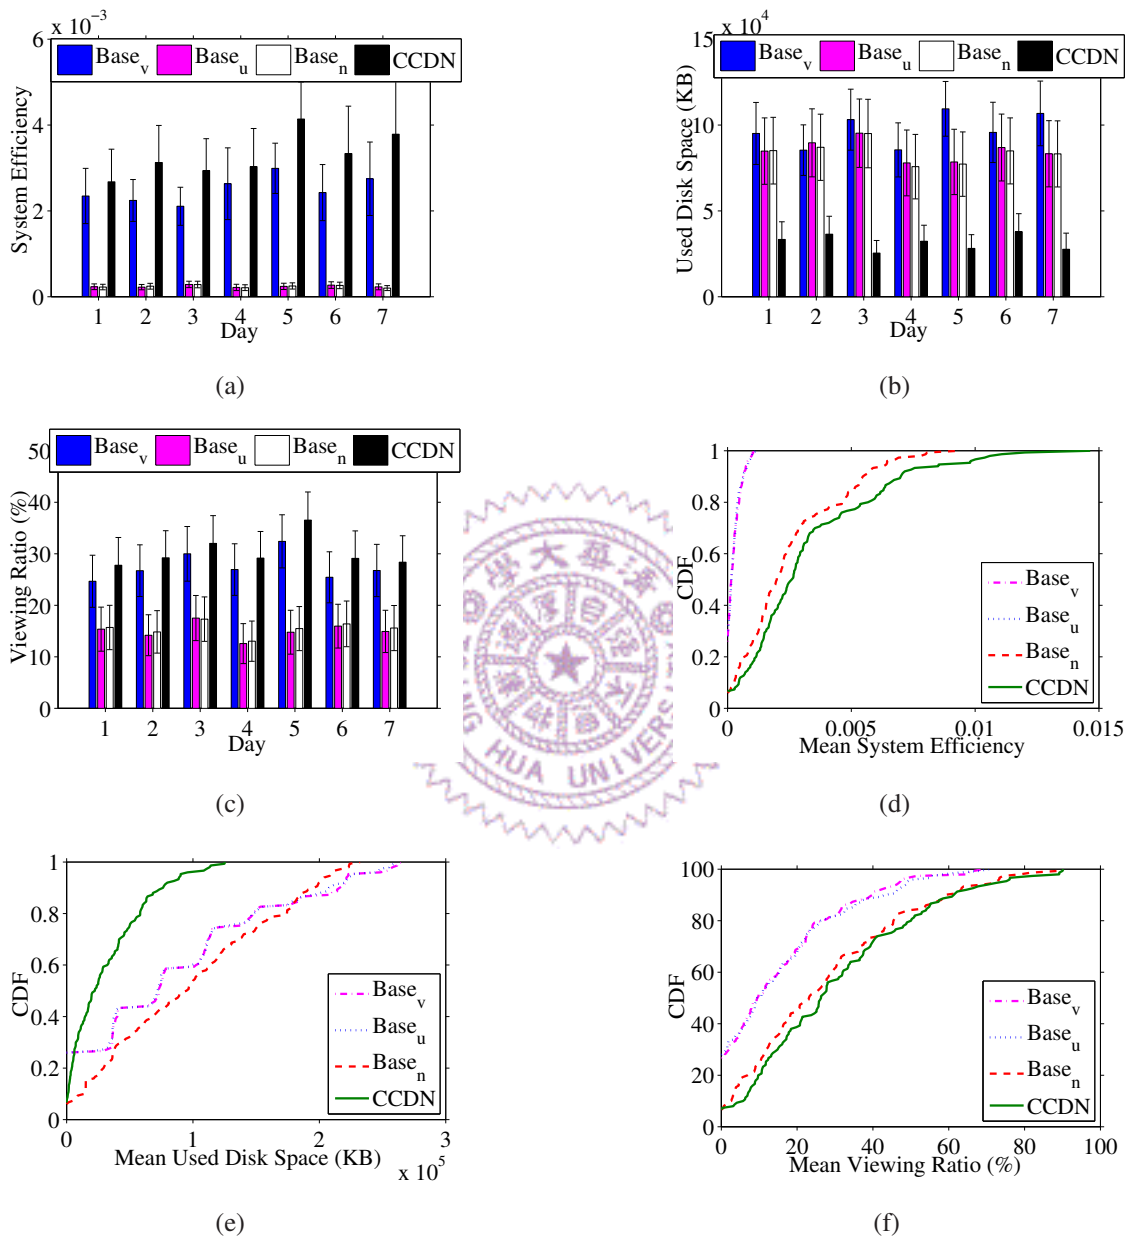 x 10⁻³
6
4
2
0
System Efficiency
Base_v Base_u Base_n CCDN
1 2 3 4 5 6 7
Day
(a)
x 10⁴
15
10
5
0
Used Disk Space (KB)
Base_v Base_u Base_n CCDN
1 2 3 4 5 6 7
Day
(b)
50
40
30
20
10
0
Viewing Ratio (%)
Base_v Base_u Base_n CCDN
1 2 3 4 5 6 7
Day
(c)
1
0.8
0.6
0.4
0.2
0
CDF
Base_v
Base_u
Base_n
CCDN
0 0.005 0.01 0.015
Mean System Efficiency
(d)
HUA UNIVER
1
0.8
0.6
0.4
0.2
0
CDF
Base_v
Base_u
Base_n
CCDN
0 1 2 3
Mean Used Disk Space (KB)
x 10⁵
(e)
100
80
60
40
20
0
CDF
Base_v
Base_u
Base_n
CCDN
0 20 40 60 80 100
Mean Viewing Ratio (%)
(f)